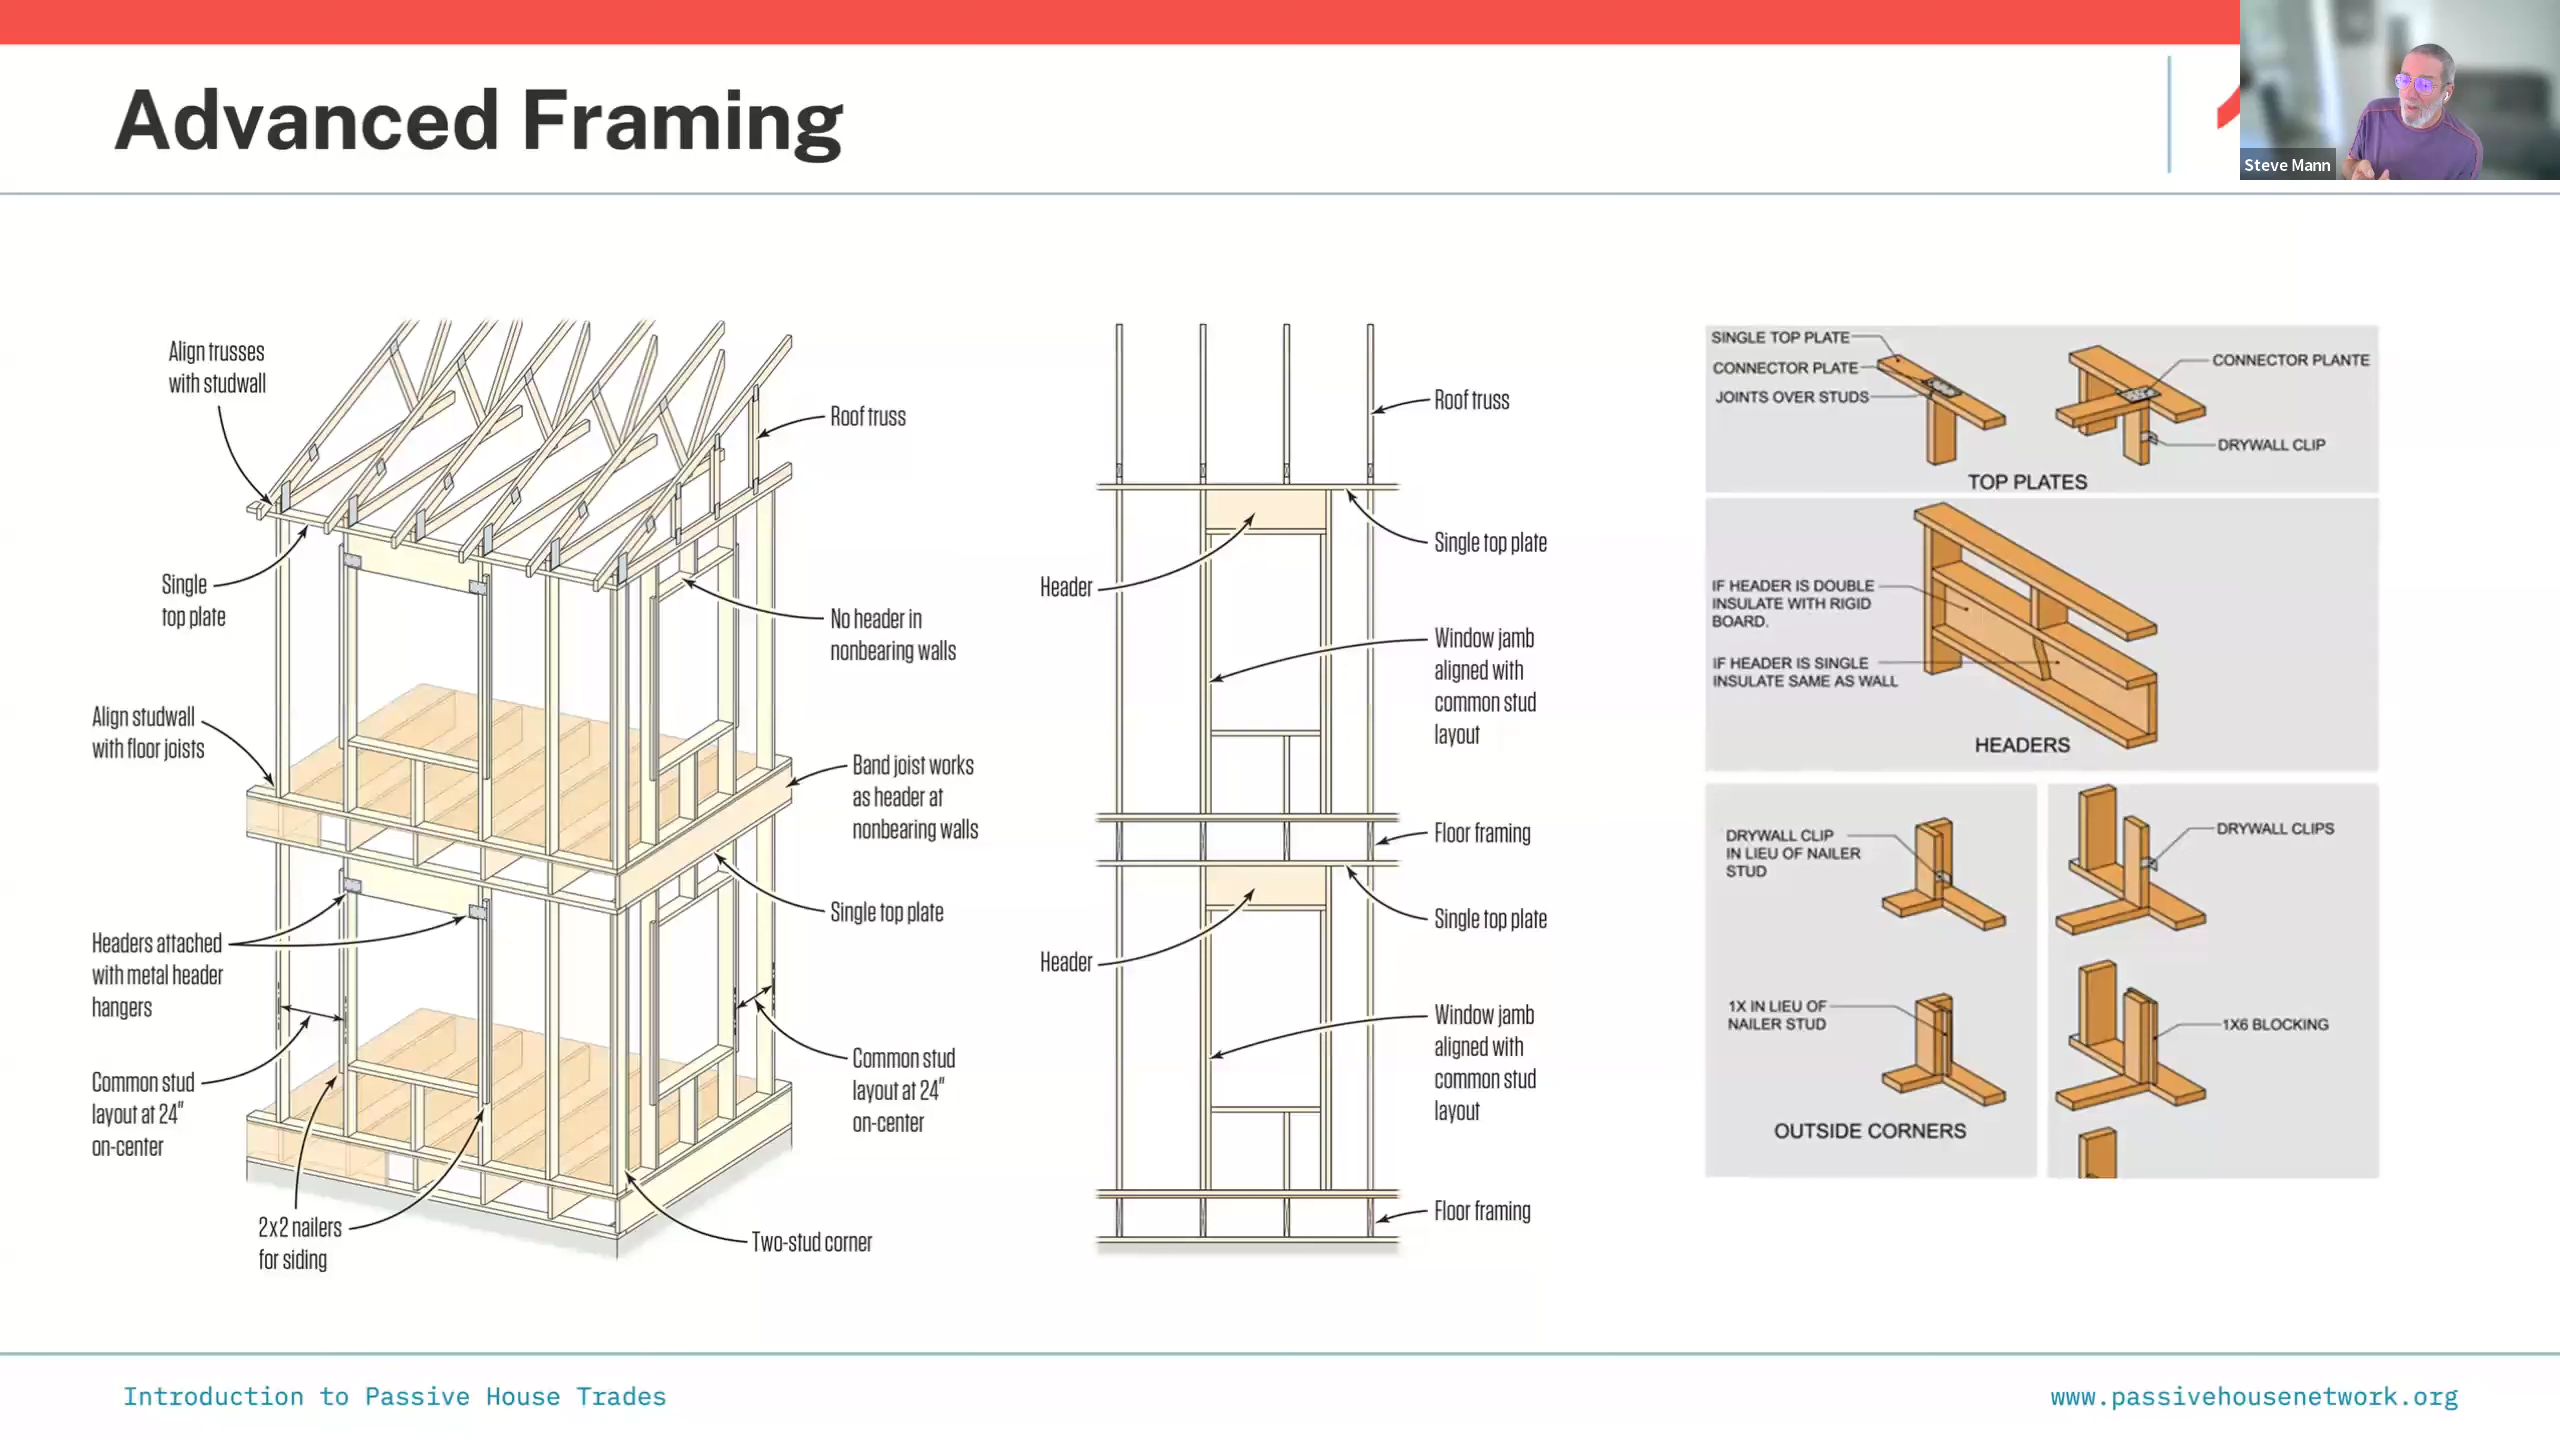 Advanced Framing
Steve Mann
Align trusses
with studwall
Roof truss
Single
top plate
No header in
nonbearing walls
Align studwall
with floor joists
Band joist works
as header at
nonbearing walls
Single top plate
Headers attached
with metal header
hangers
Common stud
layout at 24"
on-center
Common stud
layout at 24"
on-center
2x2 nailers
for siding
Two-stud corner
Roof truss
Single top plate
Header
Window jamb
aligned with
common stud
layout
Floor framing
Single top plate
Header
Window jamb
aligned with
common stud
layout
Floor framing
SINGLE TOP PLATE
CONNECTOR PLATE
JOINTS OVER STUDS
CONNECTOR PLANTE
DRYWALL CLIP
TOP PLATES
IF HEADER IS DOUBLE
INSULATE WITH RIGID
BOARD.
IF HEADER IS SINGLE
INSULATE SAME AS WALL
HEADERS
DRYWALL CLIP
IN LIEU OF NAILER
STUD
1X IN LIEU OF
NAILER STUD
OUTSIDE CORNERS
DRYWALL CLIPS
1X6 BLOCKING
Introduction to Passive House Trades
www.passivehousenetwork.org